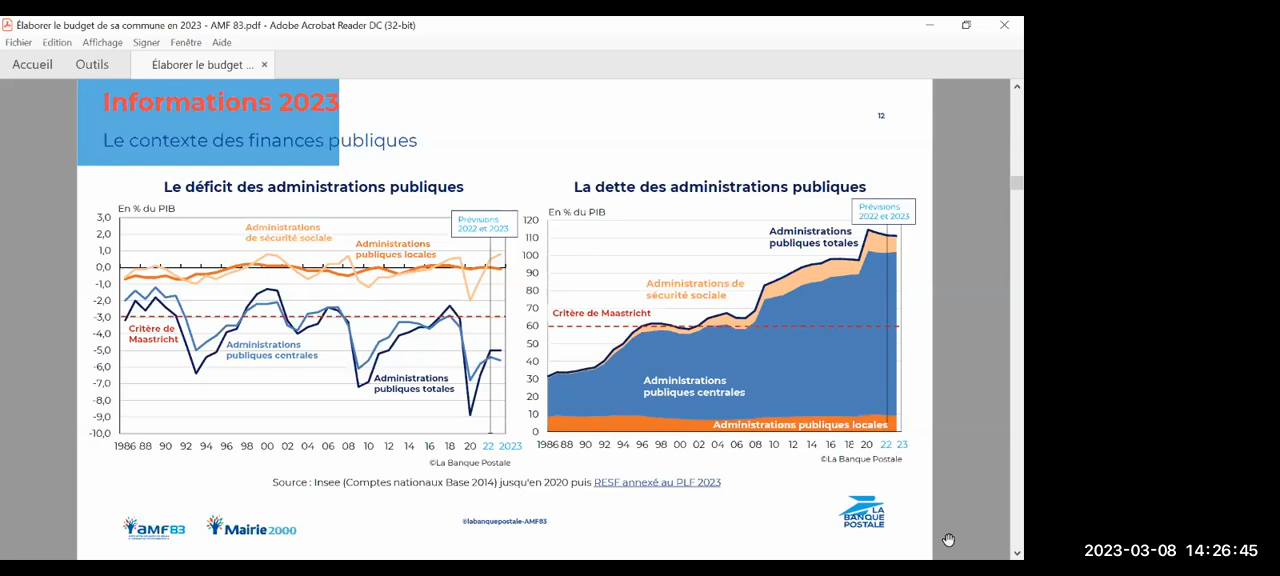 Élaborer le budget de sa commune en 2023 - AMF 83.pdf - Adobe Acrobat Reader DC (32-bit)
Fichier Edition Affichage Signer Fenêtre Aide
Accueil Outils Élaborer le budget ... ×
Informations 2023
12
Le contexte des finances publiques
Le déficit des administrations publiques
En % du PIB
Prévisions
2022 et 2023
3,0
2,0
1,0
0,0
-1,0
-2,0
-3,0
-4,0
-5,0
-6,0
-7,0
-8,0
-9,0
-10,0
Administrations
de sécurité sociale
Administrations
publiques locales
Critère de
Maastricht
Administrations
publiques centrales
Administrations
publiques totales
1986 88 90 92 94 96 98 00 02 04 06 08 10 12 14 16 18 20 22 2023
©La Banque Postale
La dette des administrations publiques
En % du PIB
Prévisions
2022 et 2023
120
110
100
90
80
70
60
50
40
30
20
10
0
Administrations
publiques totales
Administrations de
sécurité sociale
Critère de Maastricht
Administrations
publiques centrales
Administrations publiques locales
1986 88 90 92 94 96 98 00 02 04 06 08 10 12 14 16 18 20 22 23
©La Banque Postale
Source : Insee (Comptes nationaux Base 2014) jusqu'en 2020 puis RESF annexé au PLF 2023
AMF83
Mairie2000
©labanquepostale-AMF83
LA
BANQUE
POSTALE
2023-03-08 14:26:45